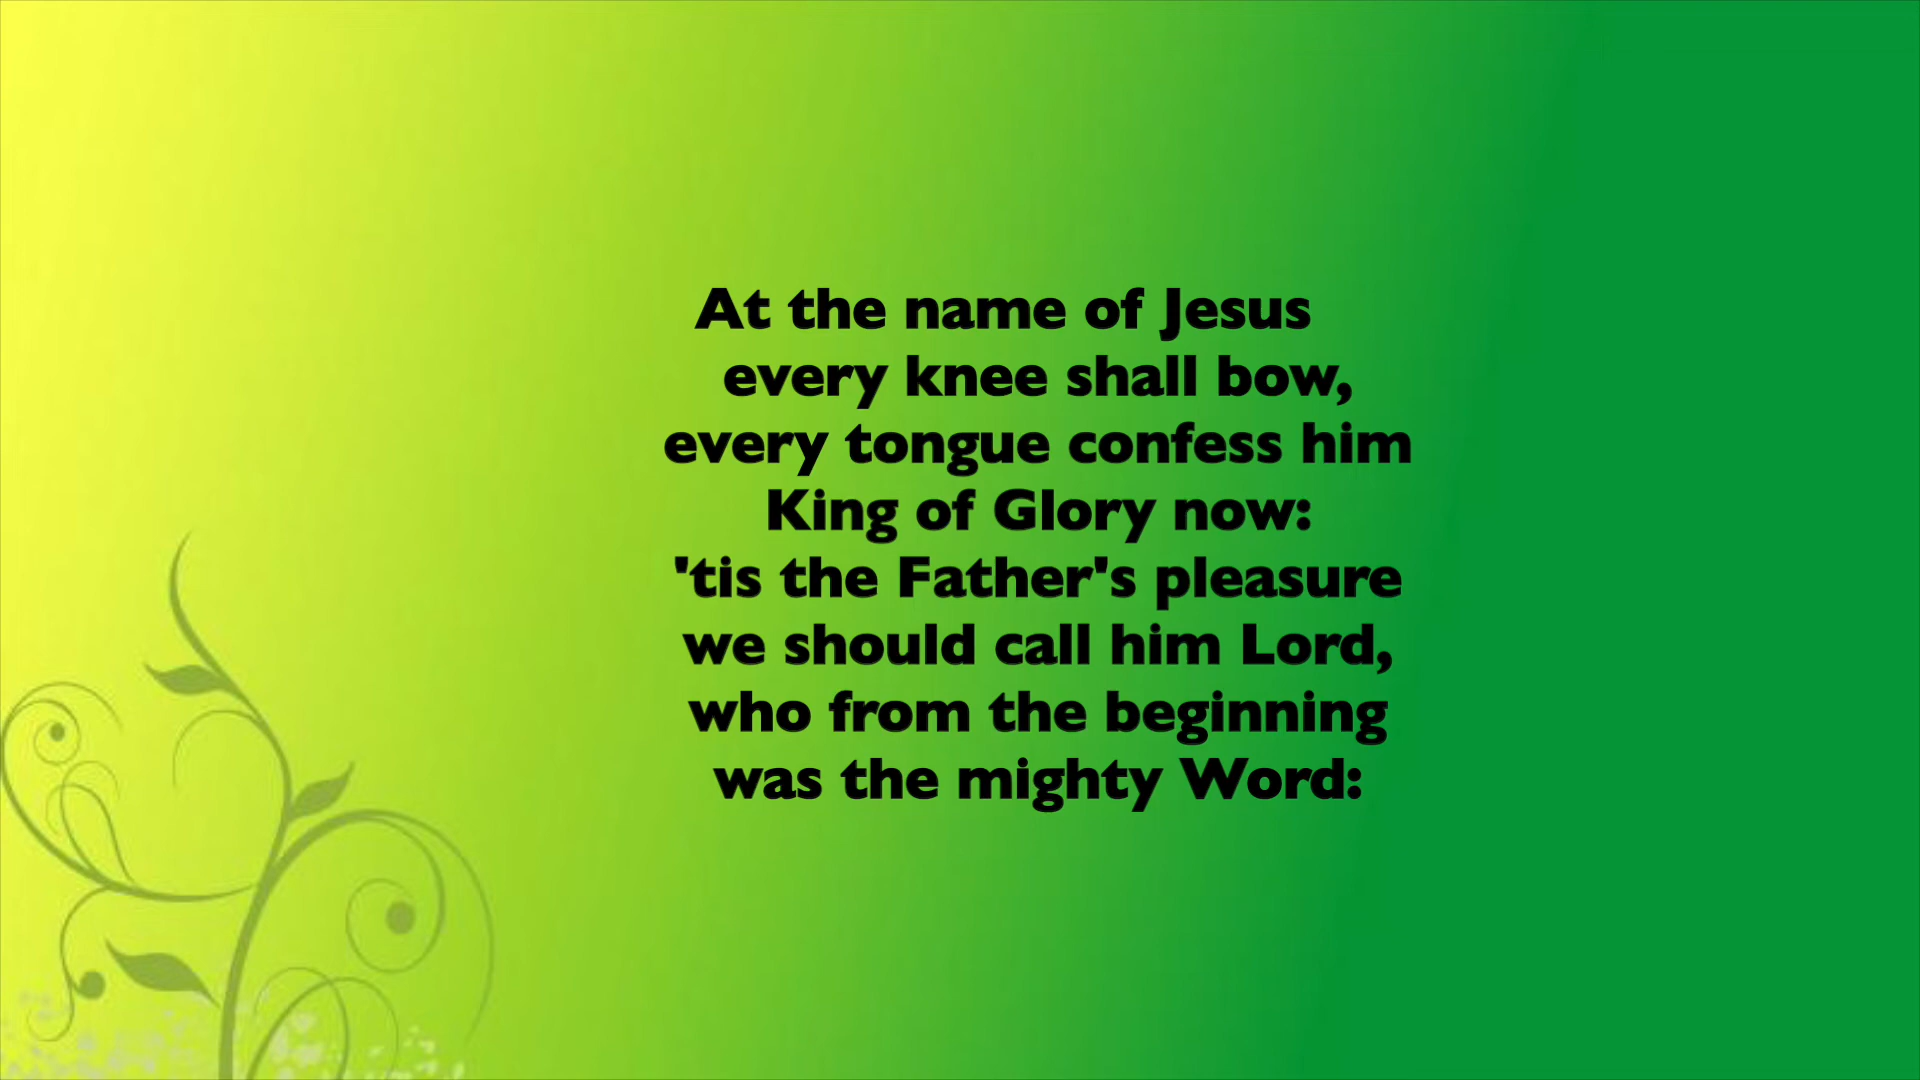 At the name of Jesus
every knee shall bow,
every tongue confess him
King of Glory now:
'tis the Father's pleasure
we should call him Lord,
who from the beginning
was the mighty Word: